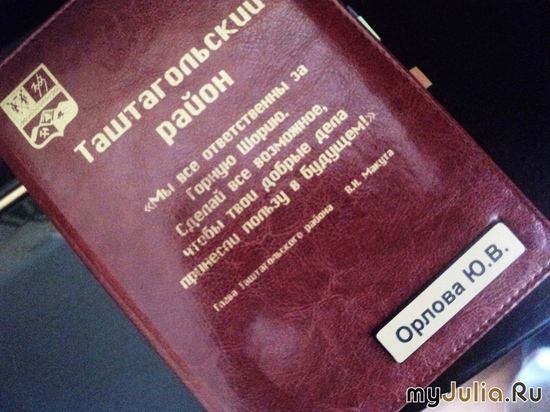 Таштагольский
район
«Мы все ответственны за
Горную Шорию.
Сделай все возможное,
чтобы твои добрые дела
принесли пользу в будущем!»
Глава Таштагольского района В.Н. Макута
Орлова Ю.В.
myJulia.Ru